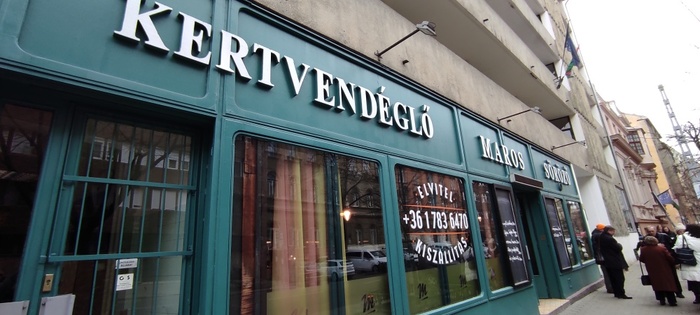 KERTVENDÉGLŐ
MAROS
SÖRÖZŐ
ELVITEL
+36 1 783 6470
KISZÁLLÍTÁS